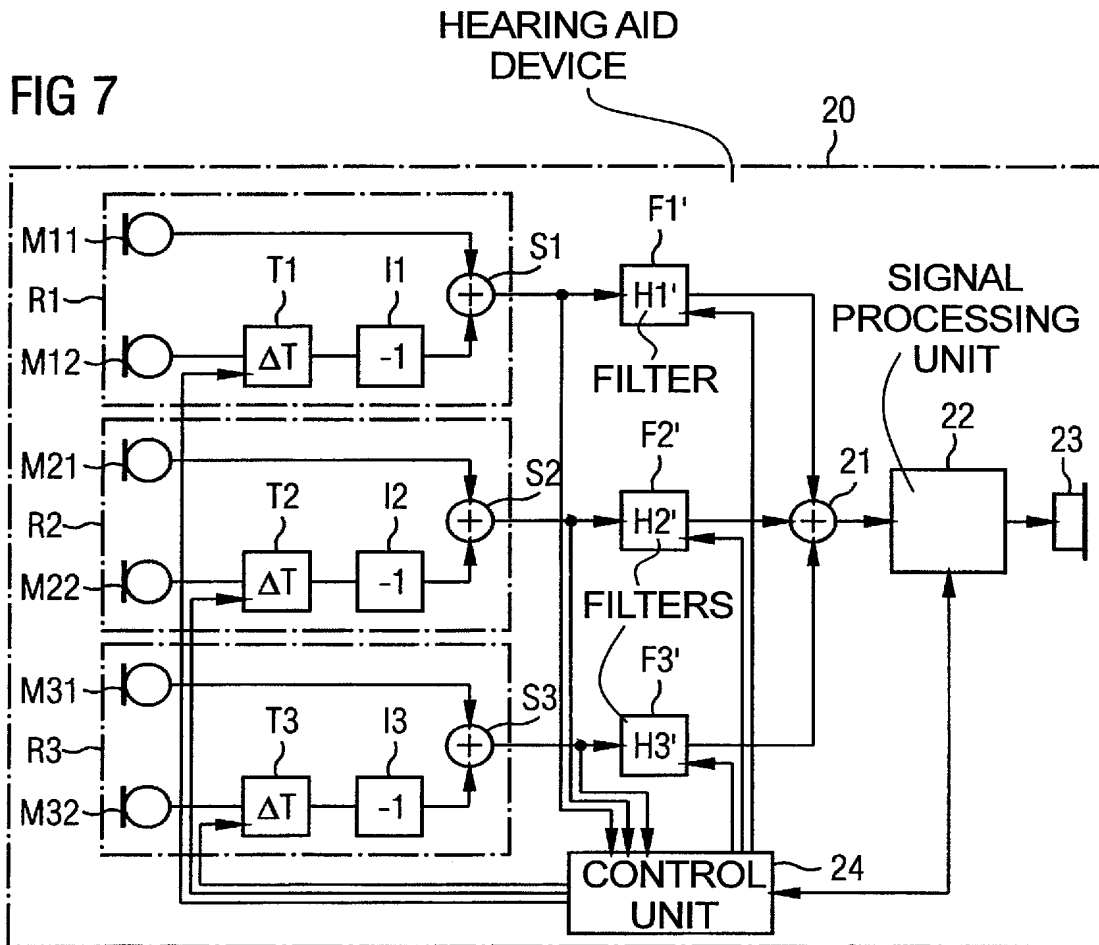 HEARING AID
DEVICE
FIG 7
20
M11
R1
M12
T1
ΔT
I1
-1
S1
+
F1'
H1'
FILTER
SIGNAL
PROCESSING
UNIT
M21
R2
M22
T2
ΔT
I2
-1
S2
+
F2'
H2'
FILTERS
21
+
22
23
M31
R3
M32
T3
ΔT
I3
-1
S3
+
F3'
H3'
CONTROL
UNIT
24